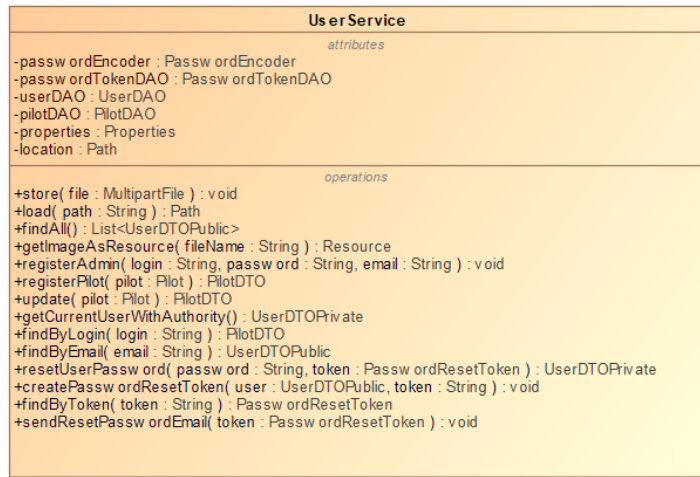 UserService
attributes
-passwordEncoder : PasswordEncoder
-passwordTokenDAO : PasswordTokenDAO
-userDAO : UserDAO
-pilotDAO : PilotDAO
-properties : Properties
-location : Path
operations
+store( file : MultipartFile ) : void
+load( path : String ) : Path
+findAll() : List<UserDTOPublic>
+getImageAsResource( fileName : String ) : Resource
+registerAdmin( login : String, password : String, email : String ) : void
+registerPilot( pilot : Pilot ) : PilotDTO
+update( pilot : Pilot ) : PilotDTO
+getCurrentUserWithAuthority() : UserDTOPrivate
+findByLogin( login : String ) : PilotDTO
+findByEmail( email : String ) : UserDTOPublic
+resetUserPassword( password : String, token : PasswordResetToken ) : UserDTOPrivate
+createPasswordResetToken( user : UserDTOPublic, token : String ) : void
+findByToken( token : String ) : PasswordResetToken
+sendResetPasswordEmail( token : PasswordResetToken ) : void